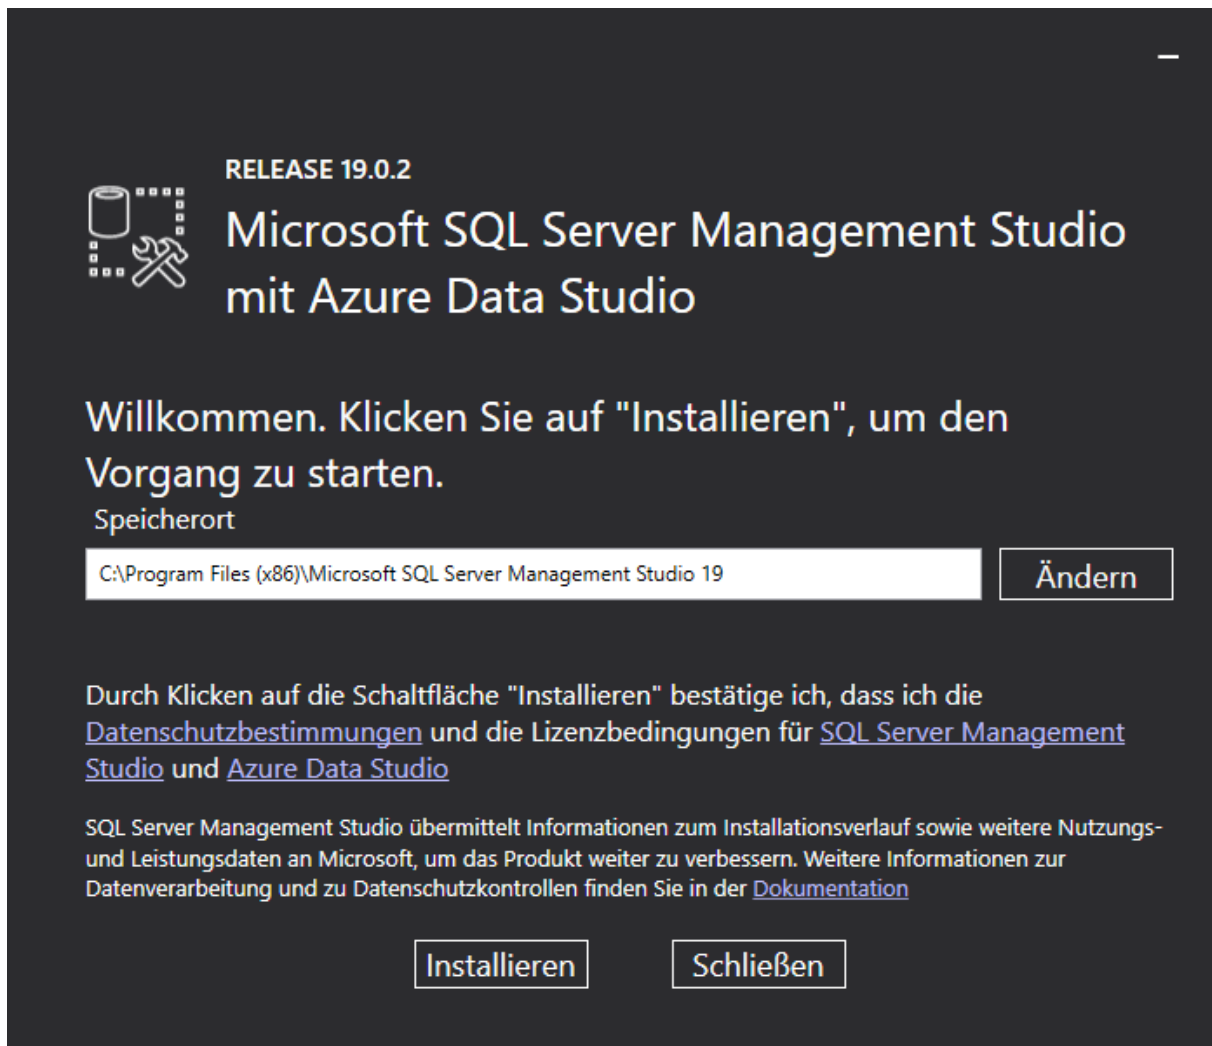 RELEASE 19.0.2
Microsoft SQL Server Management Studio
mit Azure Data Studio
Willkommen. Klicken Sie auf "Installieren", um den
Vorgang zu starten.
Speicherort
C:\Program Files (x86)\Microsoft SQL Server Management Studio 19
Ändern
Durch Klicken auf die Schaltfläche "Installieren" bestätige ich, dass ich die
Datenschutzbestimmungen und die Lizenzbedingungen für SQL Server Management
Studio und Azure Data Studio
SQL Server Management Studio übermittelt Informationen zum Installationsverlauf sowie weitere Nutzungs-
und Leistungsdaten an Microsoft, um das Produkt weiter zu verbessern. Weitere Informationen zur
Datenverarbeitung und zu Datenschutzkontrollen finden Sie in der Dokumentation
Installieren
Schließen